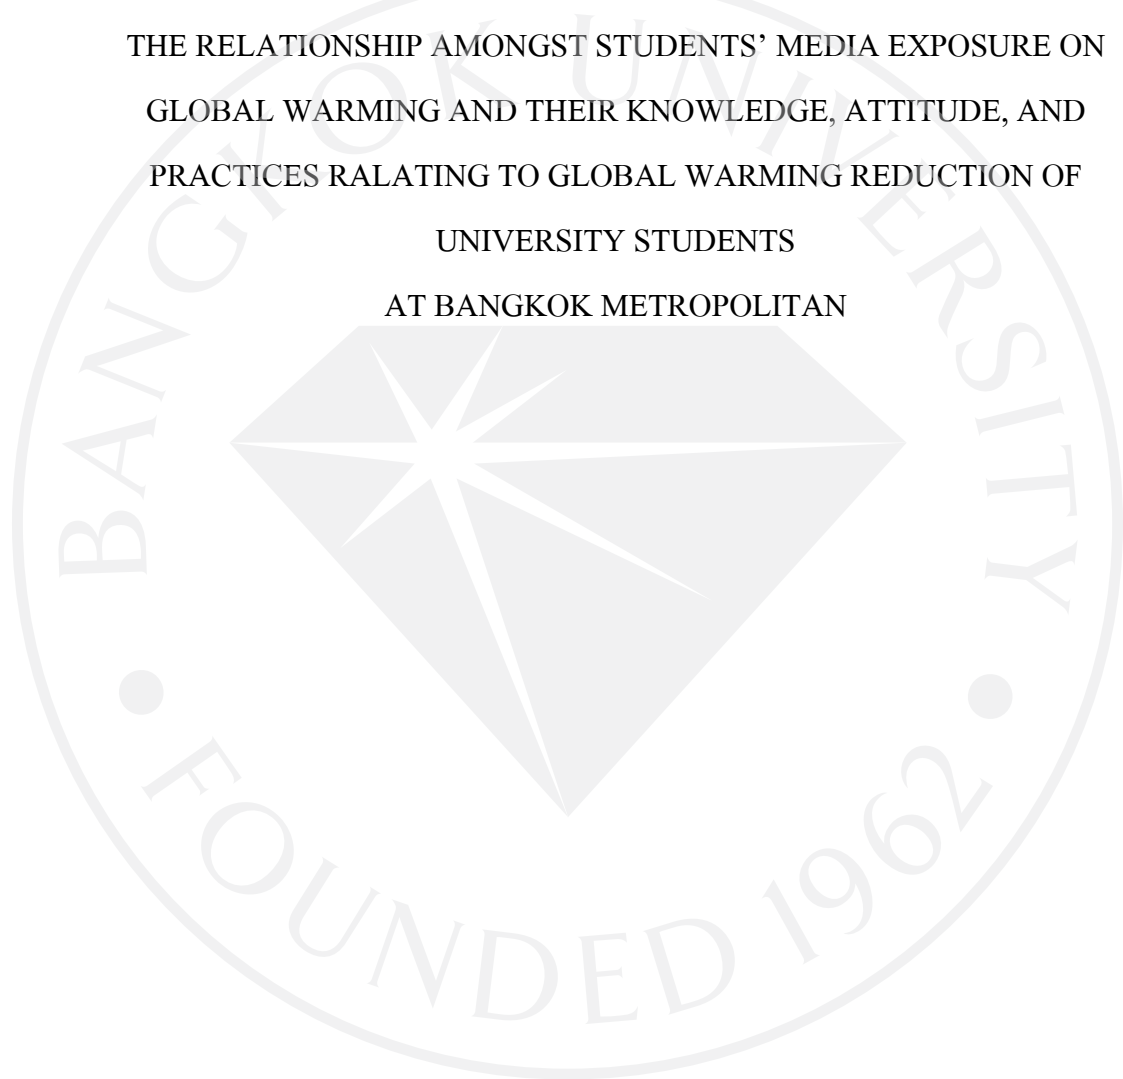 THE RELATIONSHIP AMONGST STUDENTS’ MEDIA EXPOSURE ON
GLOBAL WARMING AND THEIR KNOWLEDGE, ATTITUDE, AND
PRACTICES RALATING TO GLOBAL WARMING REDUCTION OF
UNIVERSITY STUDENTS
AT BANGKOK METROPOLITAN
BANGKOK UNIVERSITY
• FOUNDED 1962 •